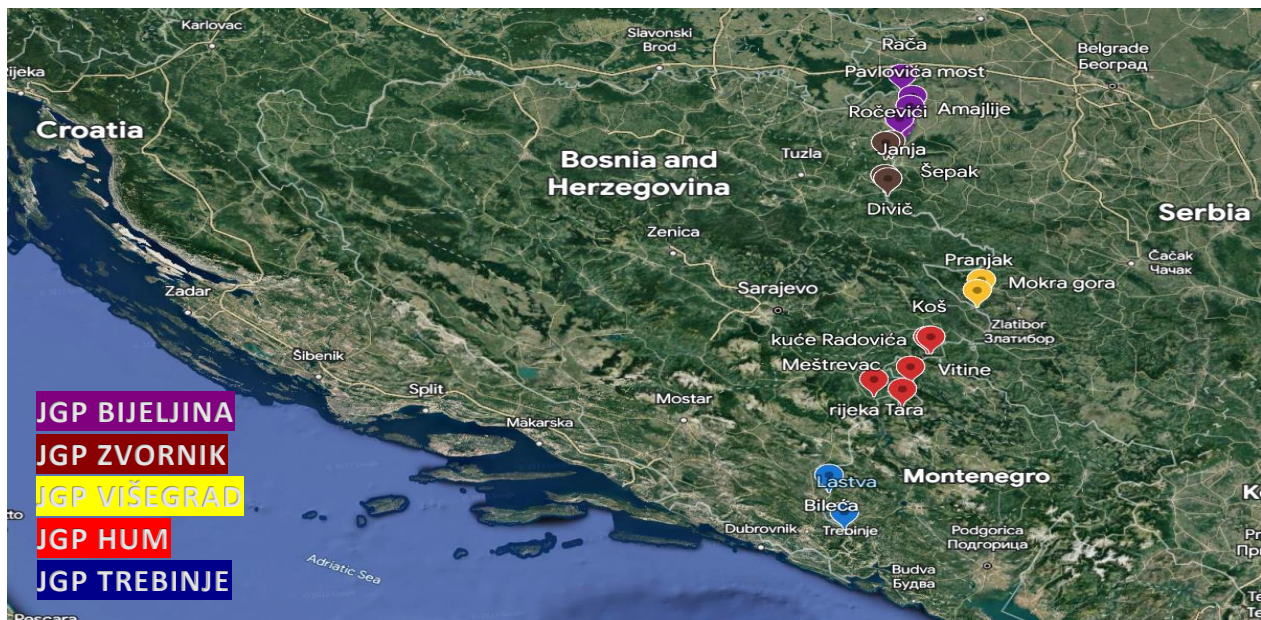 Karlovac
Slavonski
Brod
Rača
Belgrade
Београд
Pavlovića most
Croatia
Ročevići
Amajlije
Bosnia and
Herzegovina
Tuzla
Janja
Šepak
Divič
Serbia
Zenica
Čačak
Чачак
Pranjak
Mokra gora
Sarajevo
Zadar
Koš
Zlatibor
Златибор
kuće Radovića
Šibenik
Meštrevac
Vitine
Split
Mostar
rijeka Tara
Makarska
JGP BIJELJINA
JGP ZVORNIK
JGP VIŠEGRAD
JGP HUM
JGP TREBINJE
Lastva
Montenegro
Bileća
Dubrovnik
Trebinje
Podgorica
Подгорица
Adriatic Sea
Budva
Будва